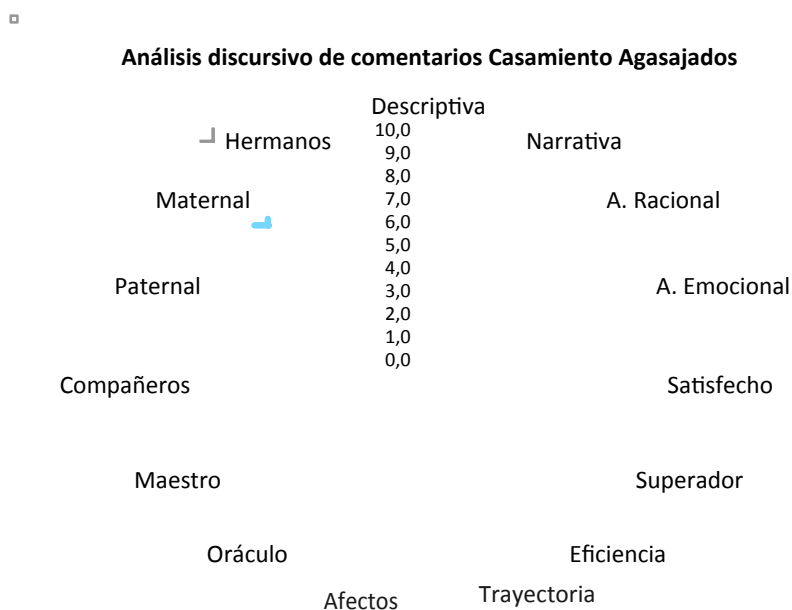 Análisis discursivo de comentarios Casamiento Agasajados
Descriptiva
10,0
9,0
8,0
7,0
6,0
5,0
4,0
3,0
2,0
1,0
0,0
Narrativa
A. Racional
A. Emocional
Satisfecho
Superador
Eficiencia
Trayectoria
Afectos
Oráculo
Maestro
Compañeros
Paternal
Maternal
Hermanos